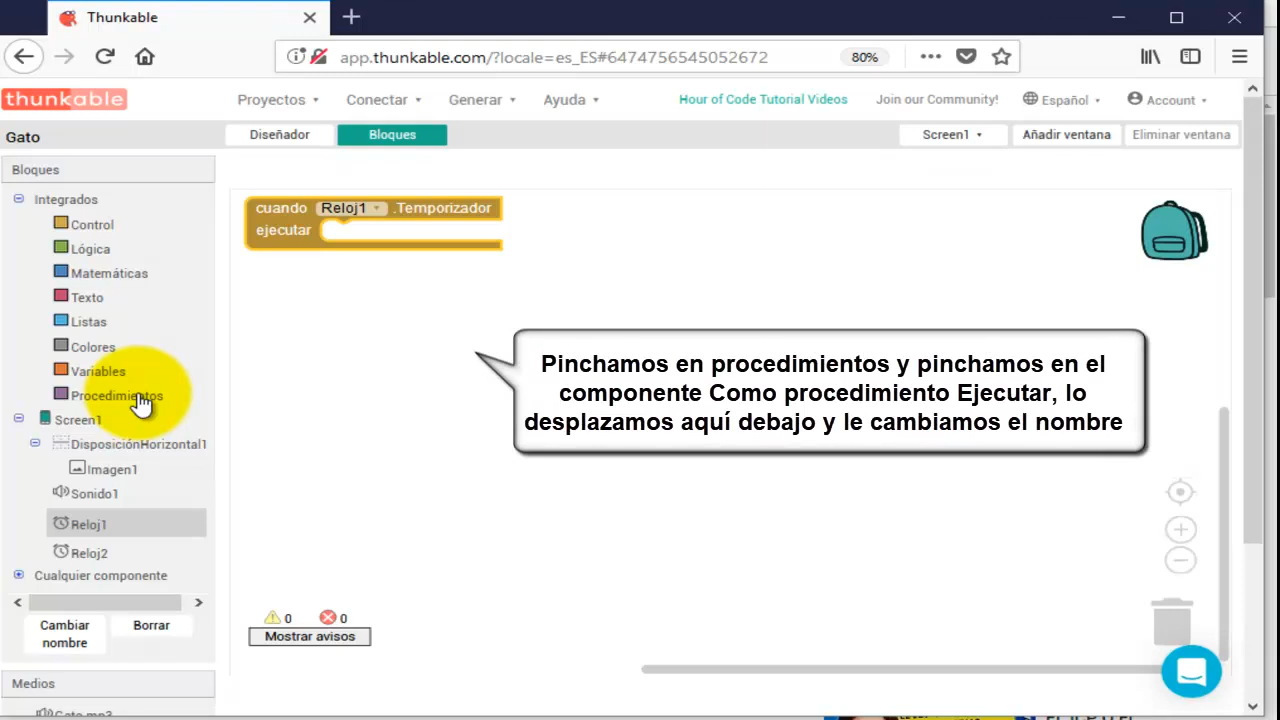 Thunkable
app.thunkable.com/?locale=es_ES#6474756545052672
80%
thunkable
Proyectos
Conectar
Generar
Ayuda
Hour of Code Tutorial Videos
Join our Community!
Español
Account
Gato
Diseñador
Bloques
Screen1
Añadir ventana
Eliminar ventana
Bloques
Integrados
Control
Lógica
Matemáticas
Texto
Listas
Colores
Variables
Procedimientos
Screen1
DisposiciónHorizontal1
Imagen1
Sonido1
Reloj1
Reloj2
Cualquier componente
Cambiar
nombre
Borrar
Medios
Gato.mp3
cuando Reloj1 .Temporizador
ejecutar
Pinchamos en procedimientos y pinchamos en el
componente Como procedimiento Ejecutar, lo
desplazamos aquí debajo y le cambiamos el nombre
0 0
Mostrar avisos